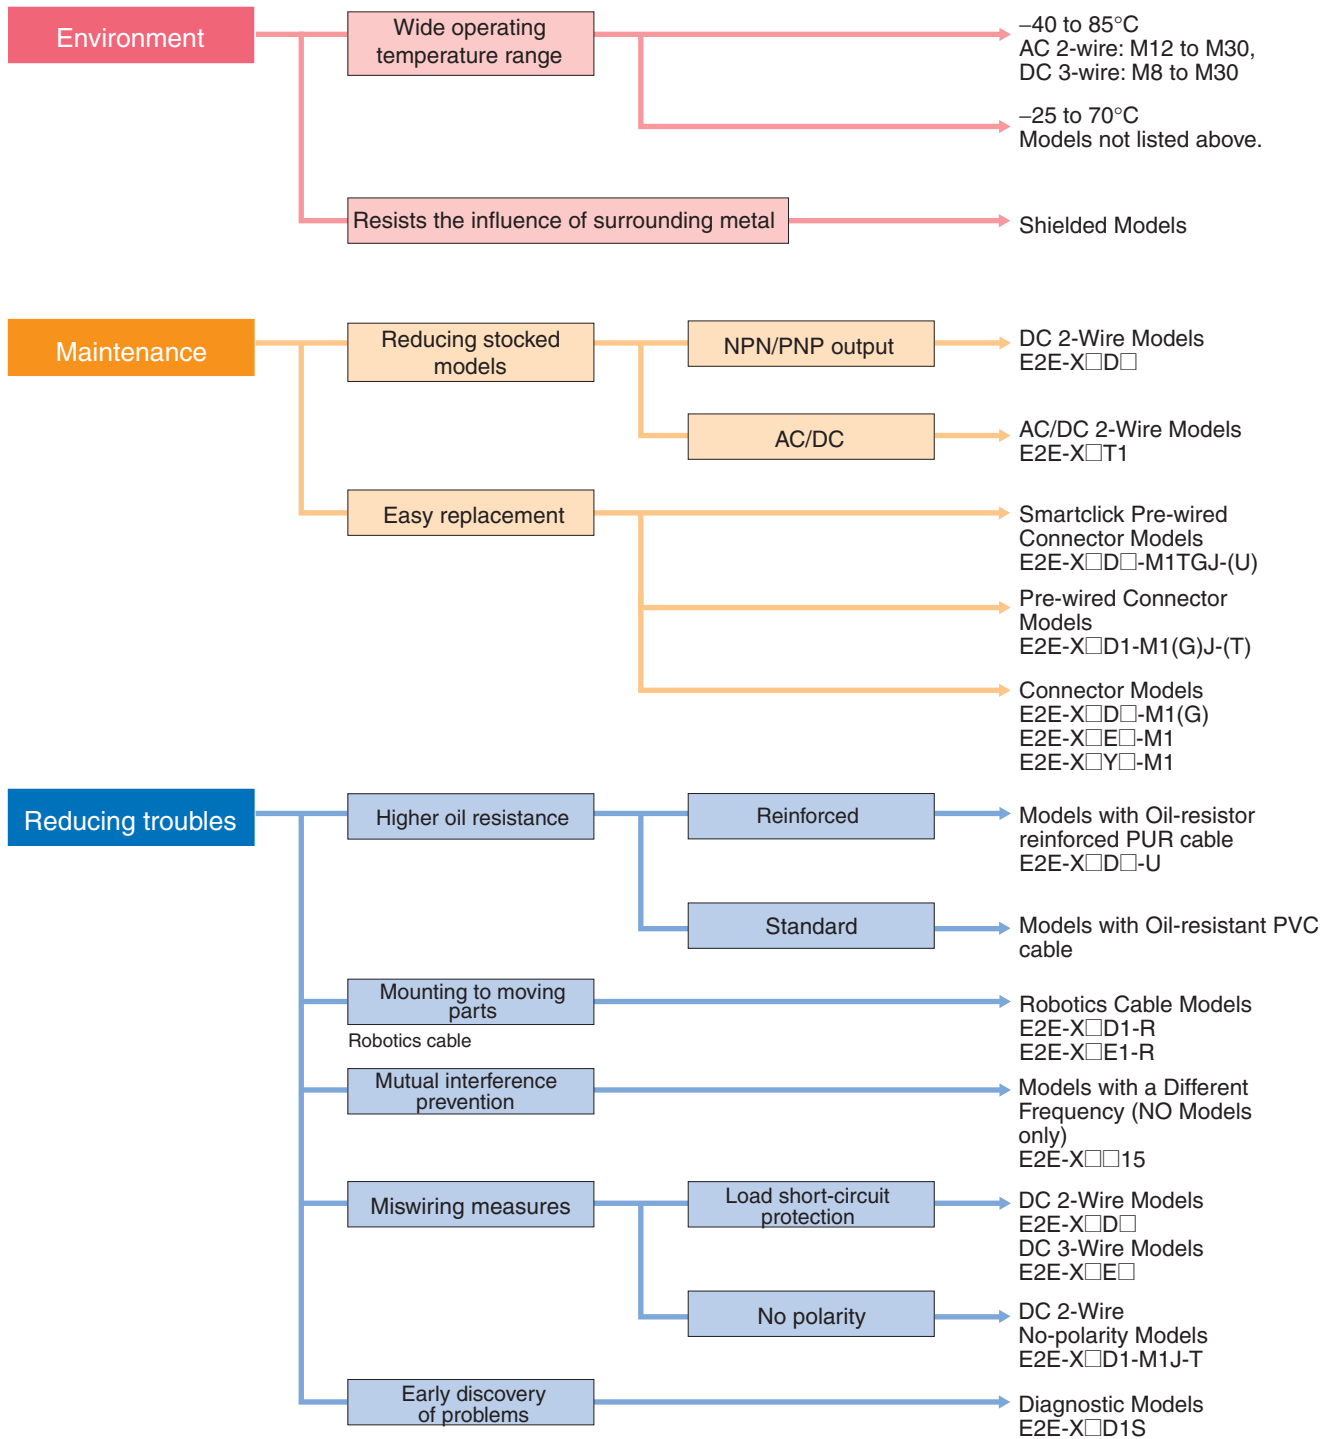 Environment
Wide operating
temperature range
–40 to 85°C
AC 2-wire: M12 to M30,
DC 3-wire: M8 to M30
–25 to 70°C
Models not listed above.
Resists the influence of surrounding metal
Shielded Models
Maintenance
Reducing stocked
models
NPN/PNP output
DC 2-Wire Models
E2E-X□D□
AC/DC
AC/DC 2-Wire Models
E2E-X□T1
Easy replacement
Smartclick Pre-wired
Connector Models
E2E-X□D□-M1TGJ-(U)
Pre-wired Connector
Models
E2E-X□D1-M1(G)J-(T)
Connector Models
E2E-X□D□-M1(G)
E2E-X□E□-M1
E2E-X□Y□-M1
Reducing troubles
Higher oil resistance
Reinforced
Models with Oil-resistor
reinforced PUR cable
E2E-X□D□-U
Standard
Models with Oil-resistant PVC
cable
Mounting to moving
parts
Robotics cable
Robotics Cable Models
E2E-X□D1-R
E2E-X□E1-R
Mutual interference
prevention
Models with a Different
Frequency (NO Models
only)
E2E-X□□15
Miswiring measures
Load short-circuit
protection
DC 2-Wire Models
E2E-X□D□
DC 3-Wire Models
E2E-X□E□
No polarity
DC 2-Wire
No-polarity Models
E2E-X□D1-M1J-T
Early discovery
of problems
Diagnostic Models
E2E-X□D1S